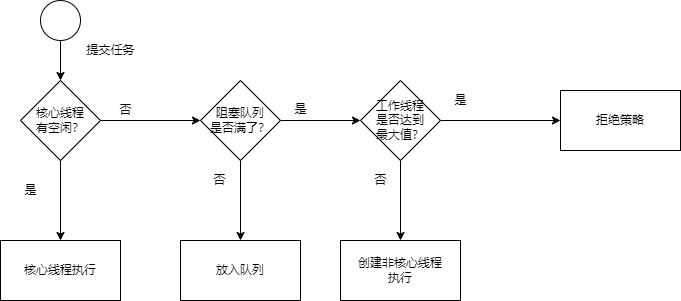 提交任务
核心线程
有空闲？
否
阻塞队列
是否满了？
是
工作线程
是否达到
最大值？
是
拒绝策略
是
否
否
核心线程执行
放入队列
创建非核心线程
执行